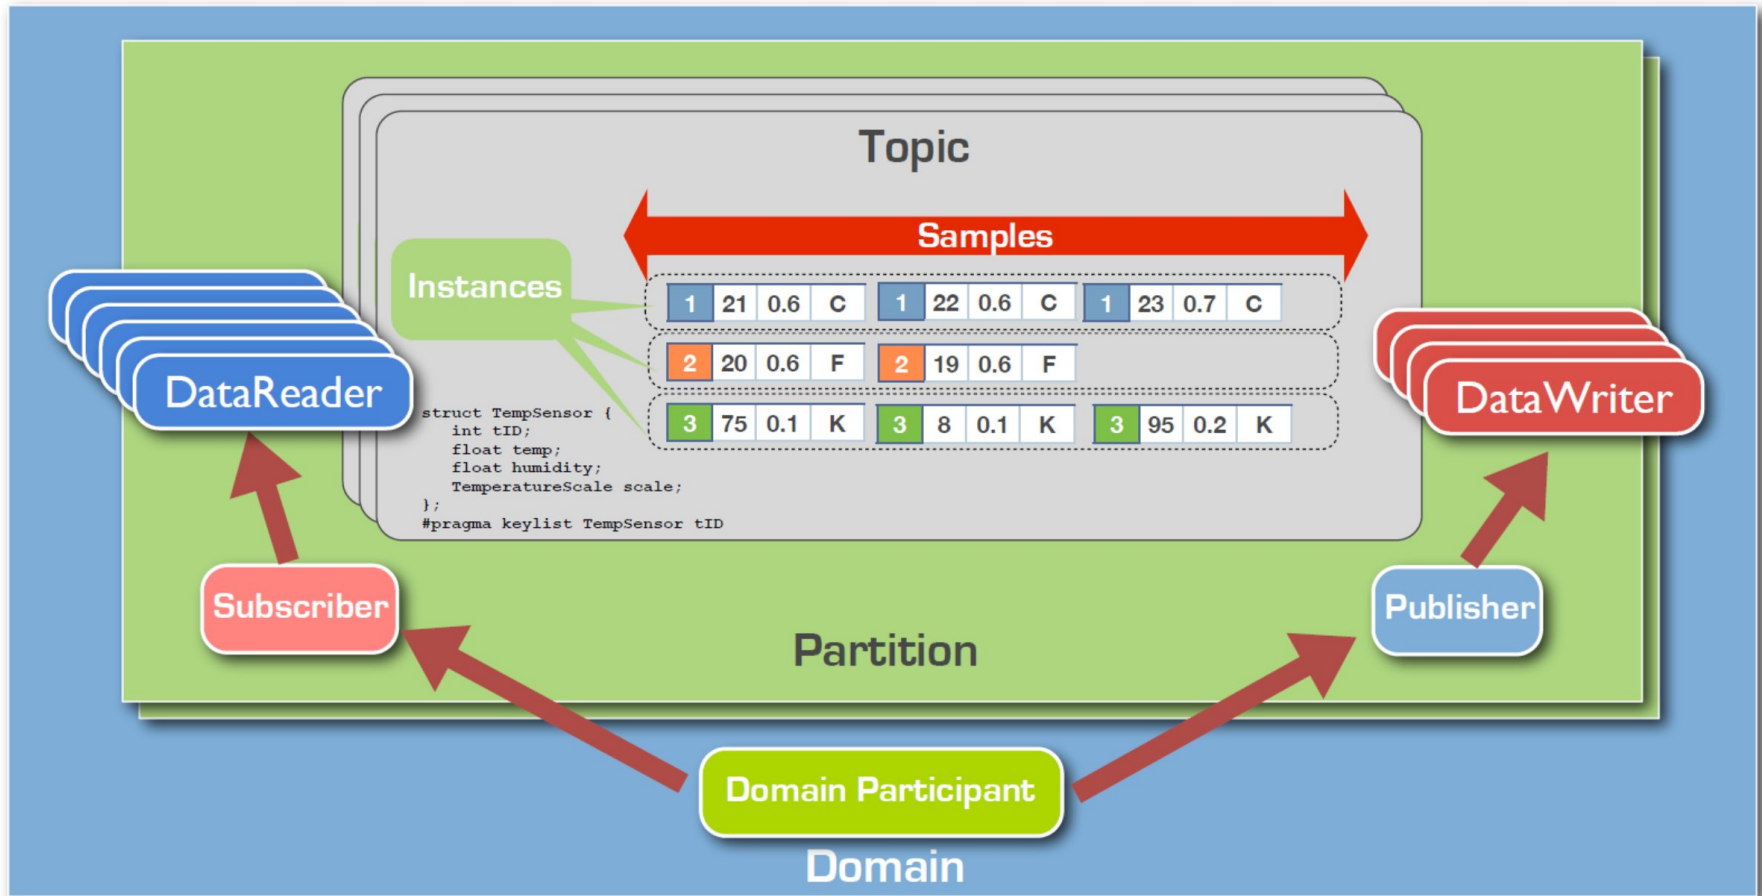 Topic
Samples
Instances
1 21 0.6 C 1 22 0.6 C 1 23 0.7 C
2 20 0.6 F 2 19 0.6 F
3 75 0.1 K 3 8 0.1 K 3 95 0.2 K
DataReader
DataWriter
struct TempSensor {
int tID;
float temp;
float humidity;
TemperatureScale scale;
};
#pragma keylist TempSensor tID
Subscriber
Publisher
Partition
Domain Participant
Domain